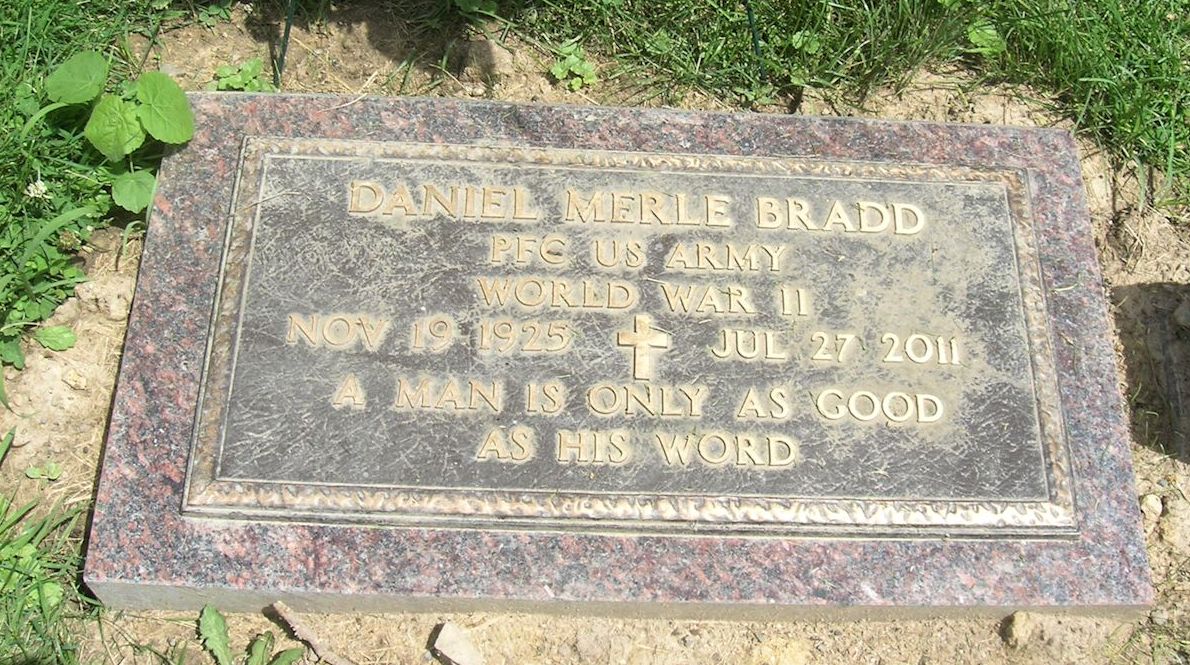 DANIEL MERLE BRADD
PFC US ARMY
WORLD WAR II
NOV 19 1925 JUL 27 2011
A MAN IS ONLY AS GOOD
AS HIS WORD